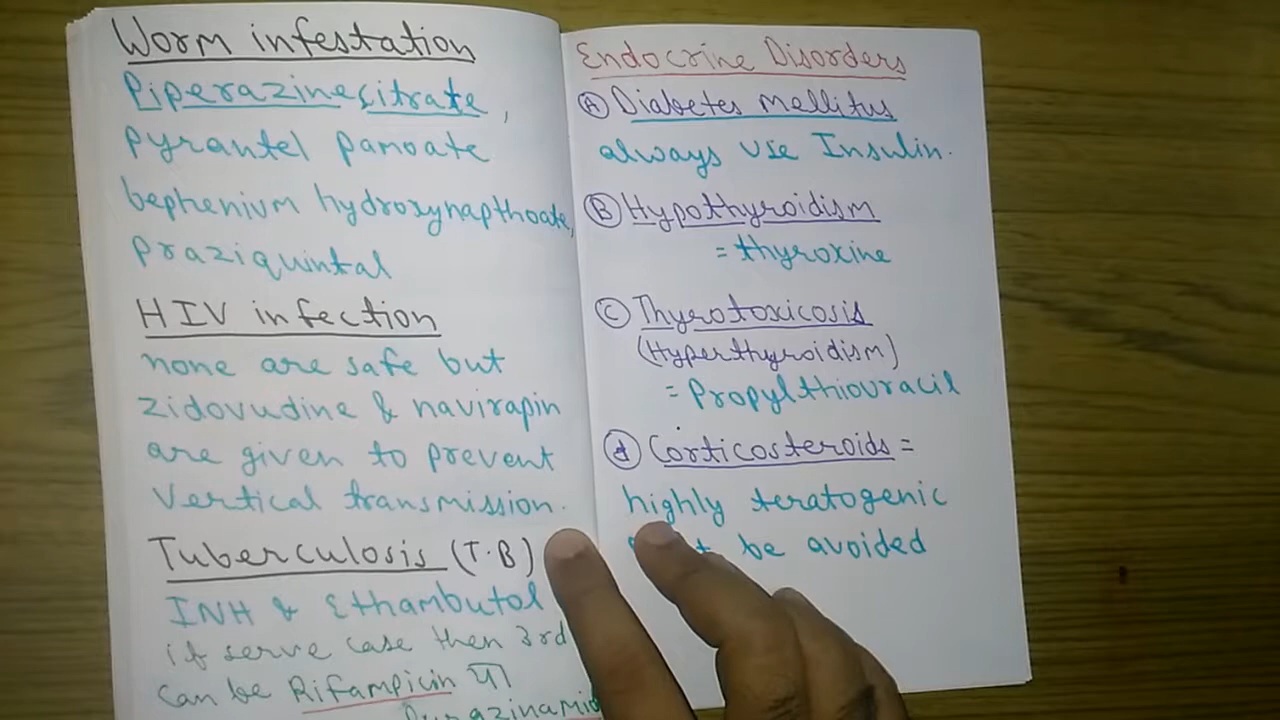 Worm infestation
Piperazine citrate,
pyrantel pamoate
bephenium hydroxynapthoate,
praziquintal
HIV infection
none are safe but
zidovudine & navirapin
are given to prevent
vertical transmission.
Tuberculosis (T.B)
INH & Ethambutol
if serve case then 3rd
can be Rifampicin या
Pyrazinamid
Endocrine Disorders
Ⓐ Diabetes mellitus
always use Insulin.
Ⓑ Hypothyroidism
= thyroxine
Ⓒ Thyrotoxicosis
(Hyperthyroidism)
= Propylthiouracil
ⓓ Corticosteroids =
highly teratogenic
be avoided